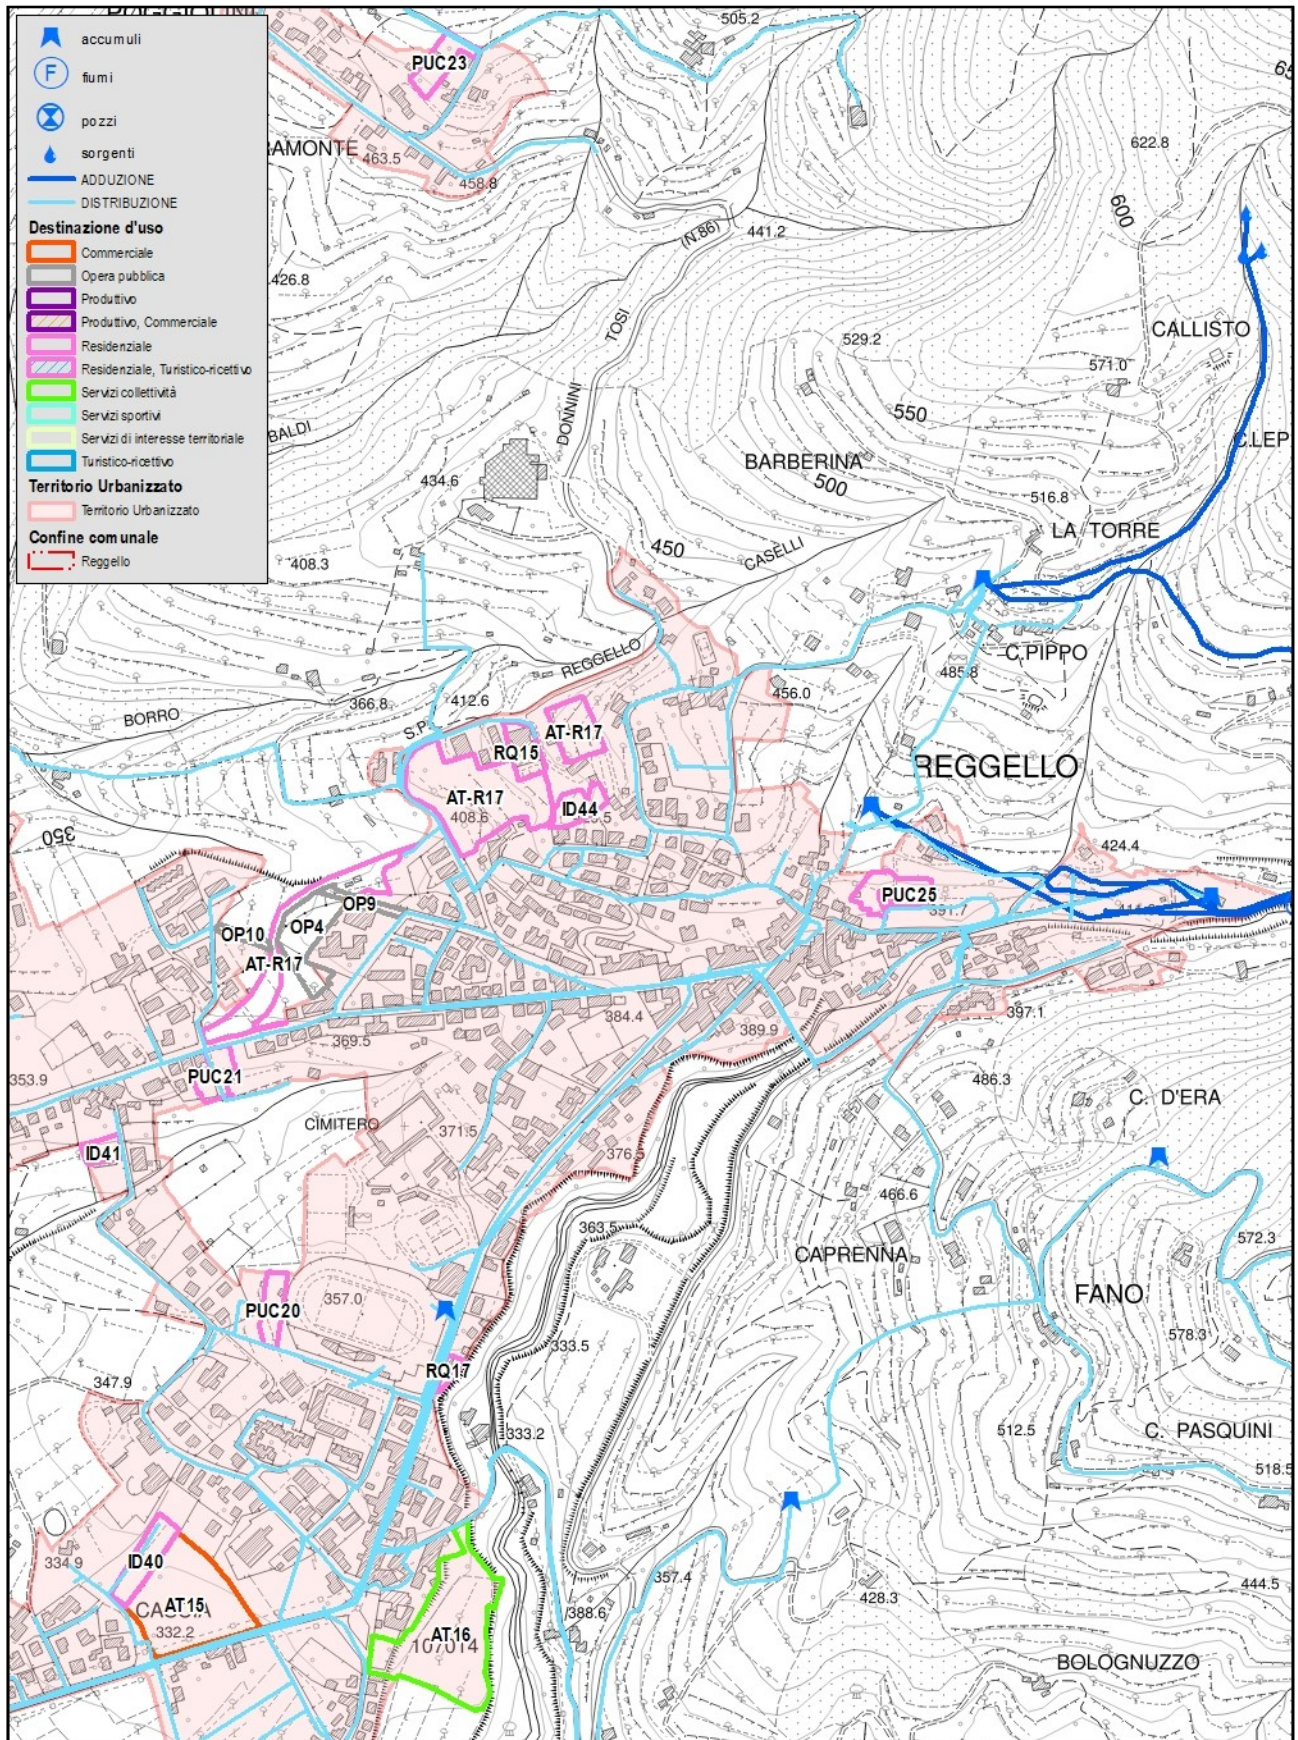 accumuli
F
fiumi
pozzi
sorgenti
ADDUZIONE
DISTRIBUZIONE
Destinazione d'uso
Commerciale
Opera pubblica
Produttivo
Produttivo, Commerciale
Residenziale
Residenziale, Turistico-ricettivo
Servizi collettività
Servizi sportivi
Servizi di interesse territoriale
Turistico-ricettivo
Territorio Urbanizzato
Territorio Urbanizzato
Confine comunale
Reggello
505.2
PUC23
622.8
RAMONTE
463.5
458.8
600
(N.86)
441.2
426.8
TOSI
CALLISTO
529.2
571.0
DONNINI
550
BALDI
C.LEP
BARBERINA
434.6
500
516.8
LA TORRE
450
CASELLI
408.3
REGGELLO
C.PIPPO
485.8
456.0
412.6
366.8
BORRO
S.P.
AT-R17
RQ15
REGGELLO
AT-R17
408.6
ID44
350
424.4
PUC25
391.7
OP9
OP4
OP10
AT-R17
384.4
389.9
397.1
369.5
353.9
PUC21
486.3
C. D'ERA
CIMITERO
371.5
ID41
376.5
466.6
363.5
572.3
CAPRENNA
FANO
357.0
PUC20
578.3
333.5
RQ17
347.9
333.2
512.5
C. PASQUINI
518.5
334.9
ID40
357.4
444.5
428.3
AT15
332.2
388.6
AT16
107014
BOLOGNUZZO